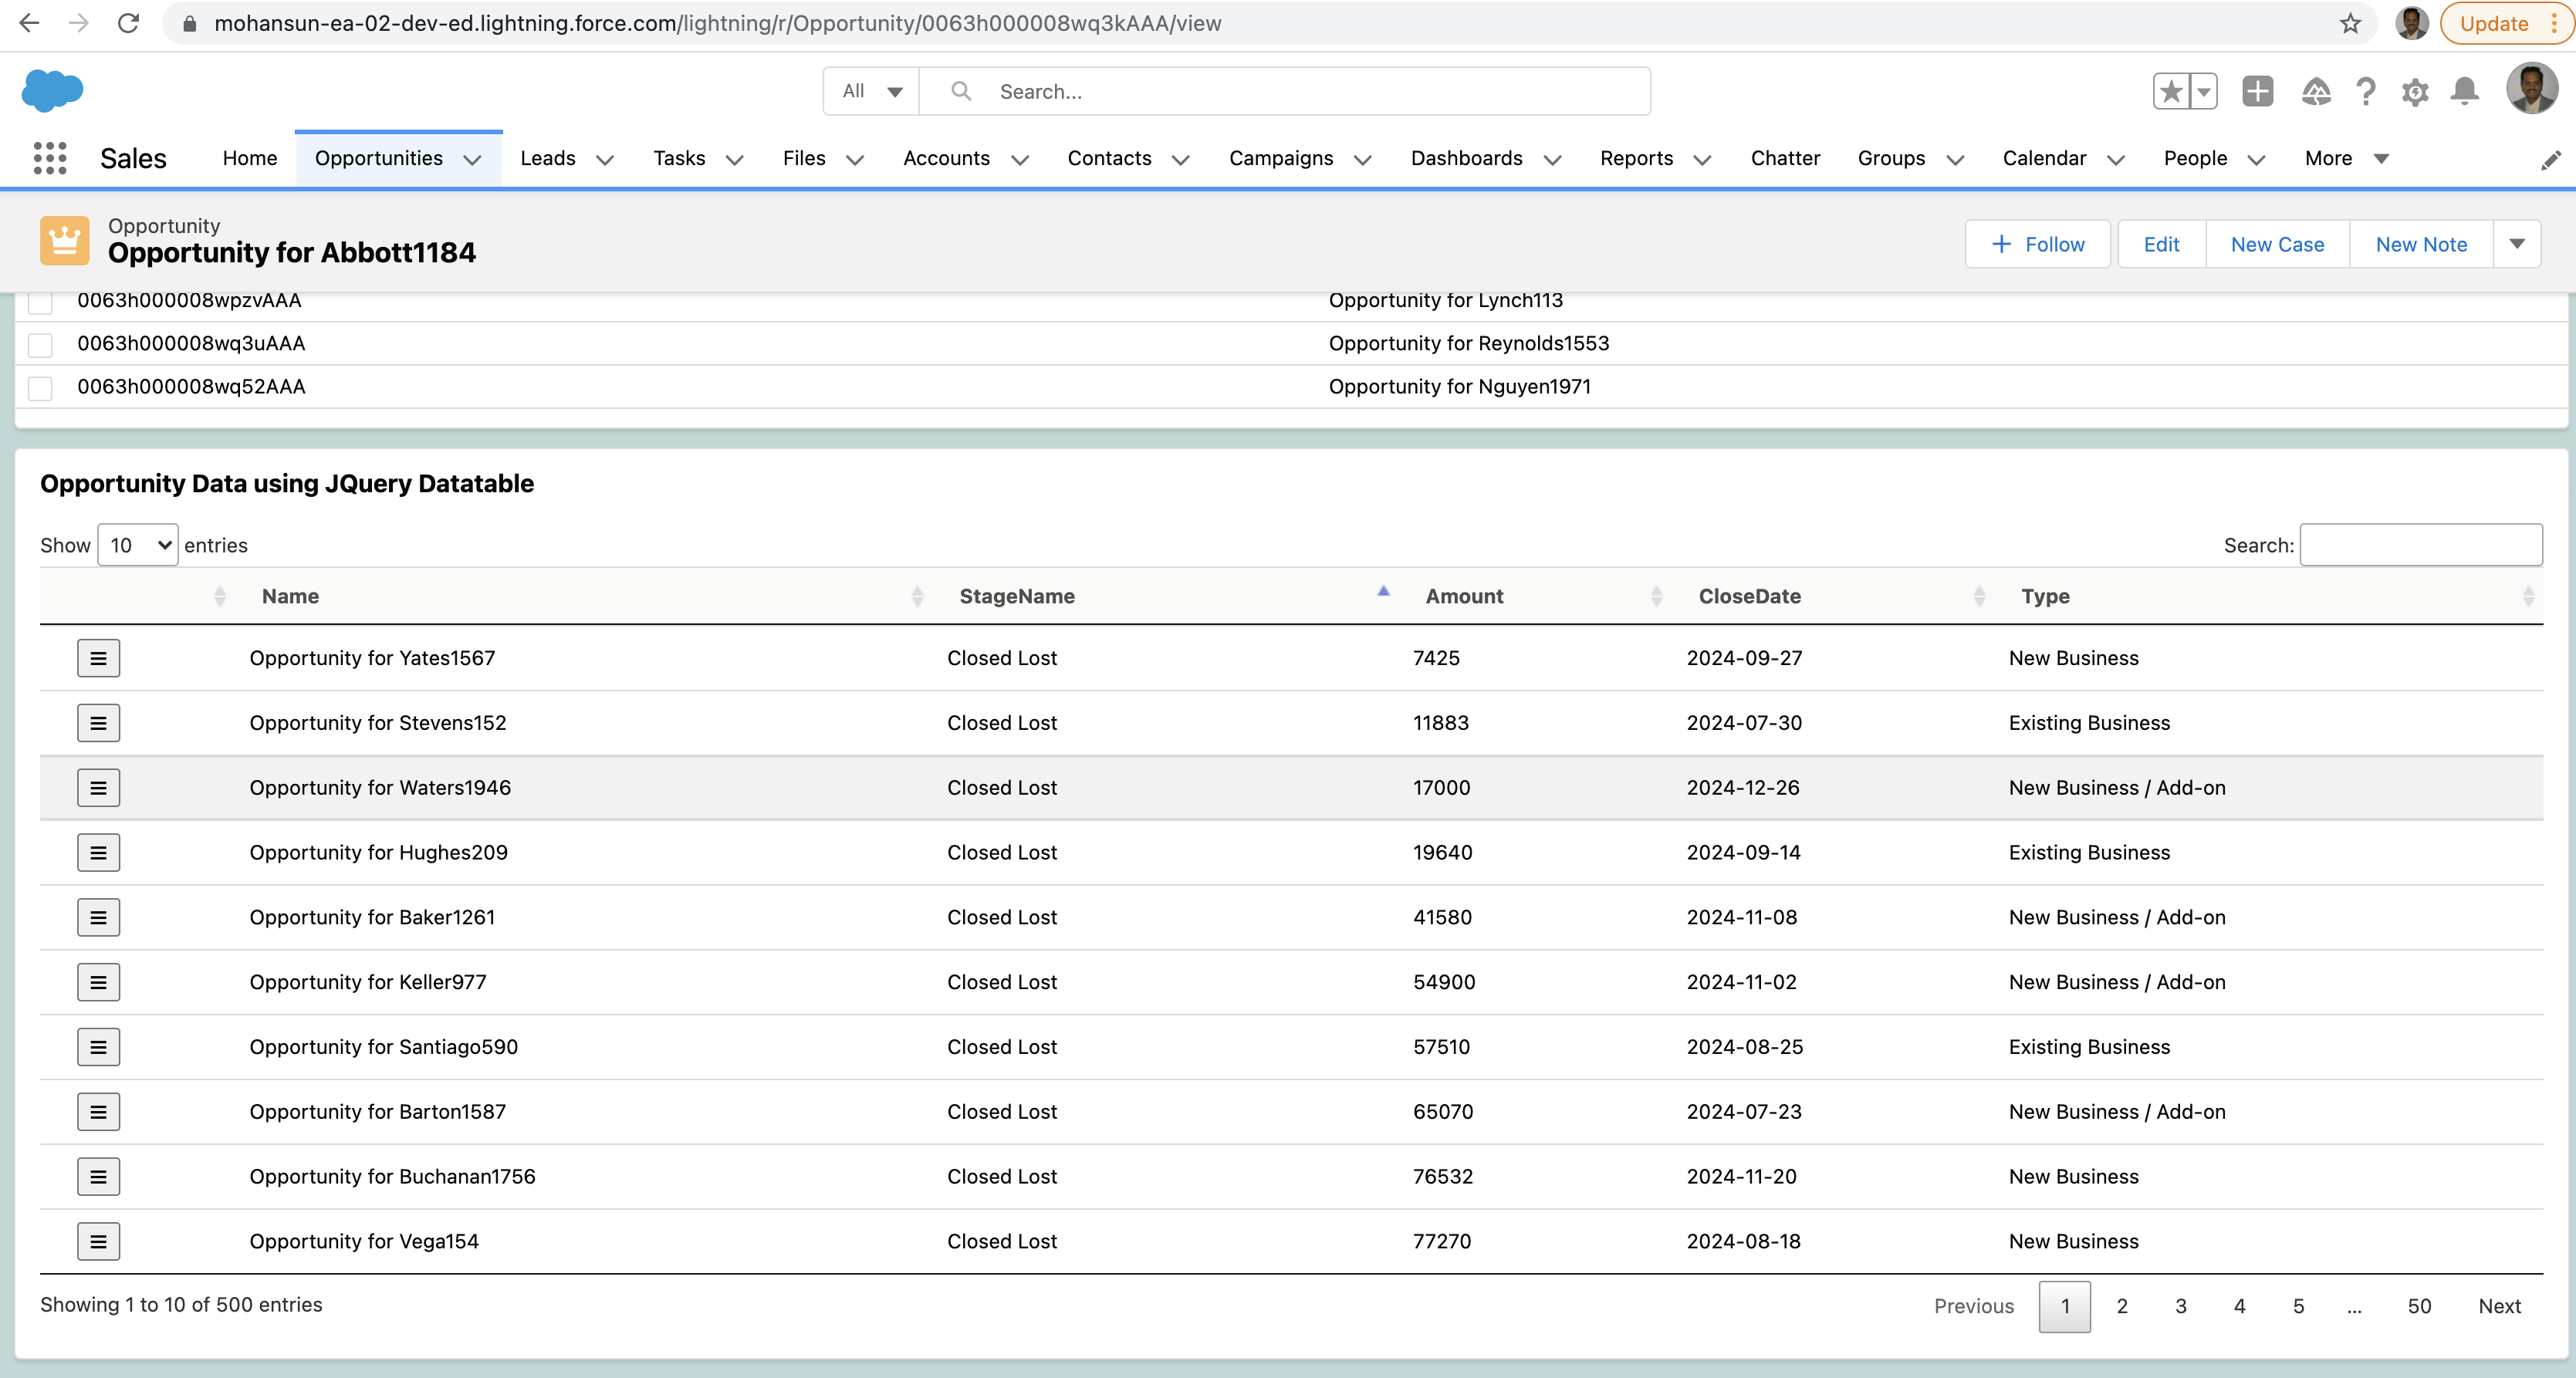 mohansun-ea-02-dev-ed.lightning.force.com/lightning/r/Opportunity/0063h000008wq3kAAA/view
Update
All
Search...
Sales Home Opportunities Leads Tasks Files Accounts Contacts Campaigns Dashboards Reports Chatter Groups Calendar People More
Opportunity
Opportunity for Abbott1184
+ Follow Edit New Case New Note
0063h000008wpzvAAA Opportunity for Lynch113
0063h000008wq3uAAA Opportunity for Reynolds1553
0063h000008wq52AAA Opportunity for Nguyen1971
Opportunity Data using JQuery Datatable
Show 10 entries Search:
Name StageName Amount CloseDate Type
Opportunity for Yates1567 Closed Lost 7425 2024-09-27 New Business
Opportunity for Stevens152 Closed Lost 11883 2024-07-30 Existing Business
Opportunity for Waters1946 Closed Lost 17000 2024-12-26 New Business / Add-on
Opportunity for Hughes209 Closed Lost 19640 2024-09-14 Existing Business
Opportunity for Baker1261 Closed Lost 41580 2024-11-08 New Business / Add-on
Opportunity for Keller977 Closed Lost 54900 2024-11-02 New Business / Add-on
Opportunity for Santiago590 Closed Lost 57510 2024-08-25 Existing Business
Opportunity for Barton1587 Closed Lost 65070 2024-07-23 New Business / Add-on
Opportunity for Buchanan1756 Closed Lost 76532 2024-11-20 New Business
Opportunity for Vega154 Closed Lost 77270 2024-08-18 New Business
Showing 1 to 10 of 500 entries Previous 1 2 3 4 5 ... 50 Next